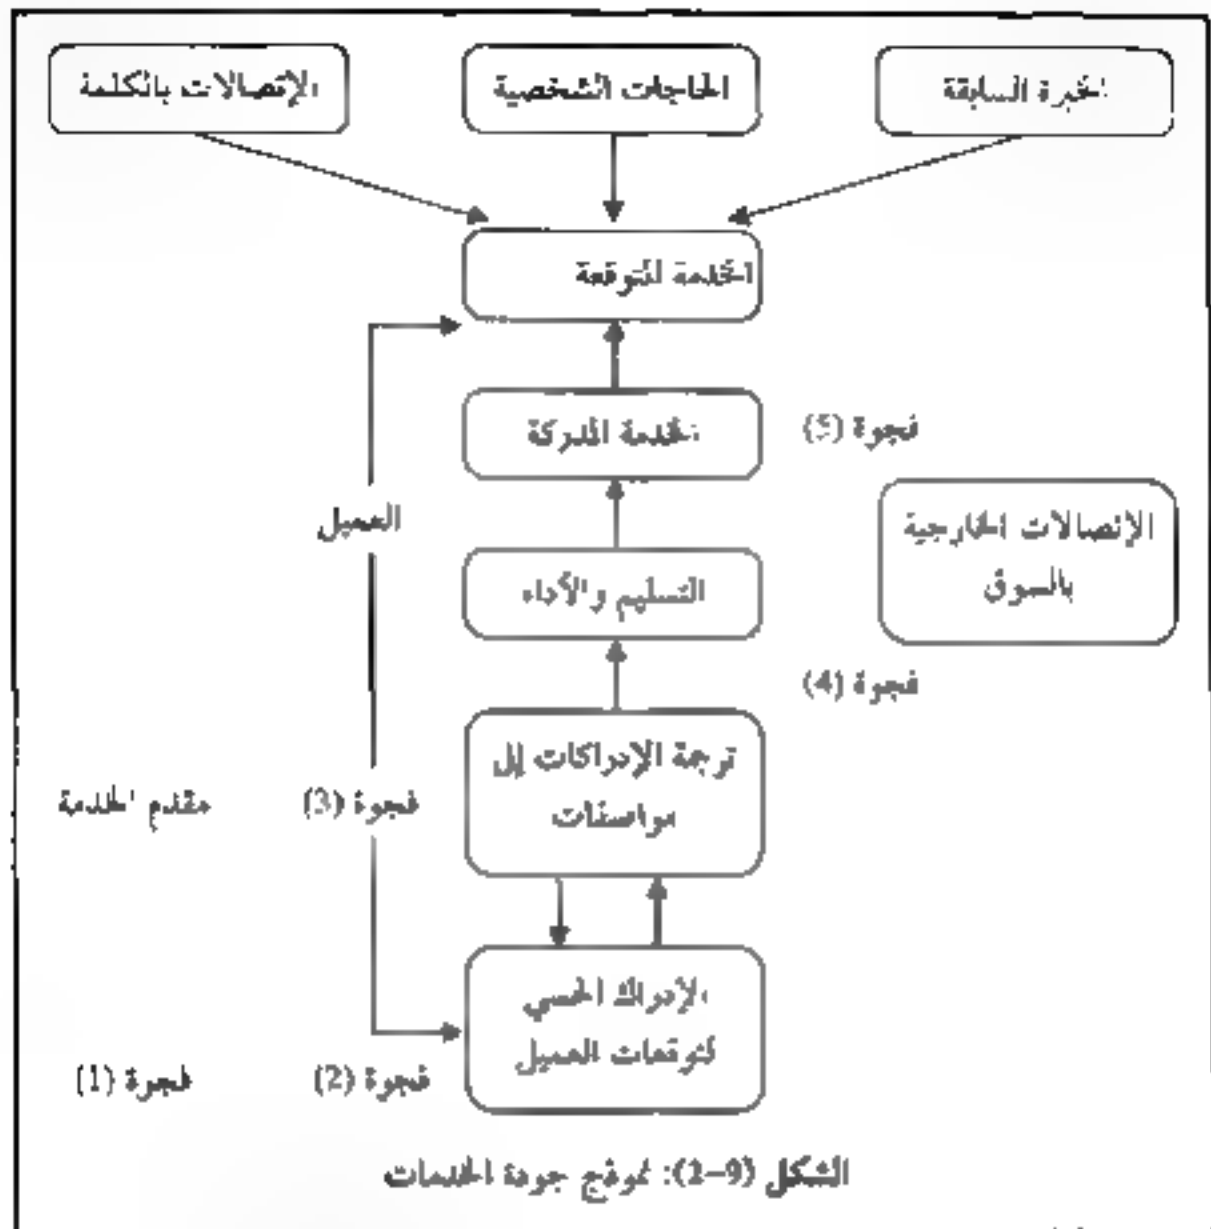 الخبرة السابقة
الحاجات الشخصية
الإتصالات بالكلمة
الخدمة المتوقعة
الخدمة المدركة
فجوة (5)
العميل
الإتصالات الخارجية
بالسوق
التسليم والأداء
فجوة (4)
ترجمة الإدراكات إلى
مواصفات
فجوة (3)
مقدم الخدمة
الإدراك الحسي
لتوقعات العميل
فجوة (2)
فجوة (1)
الشكل (9-2): نموذج جودة الخدمات